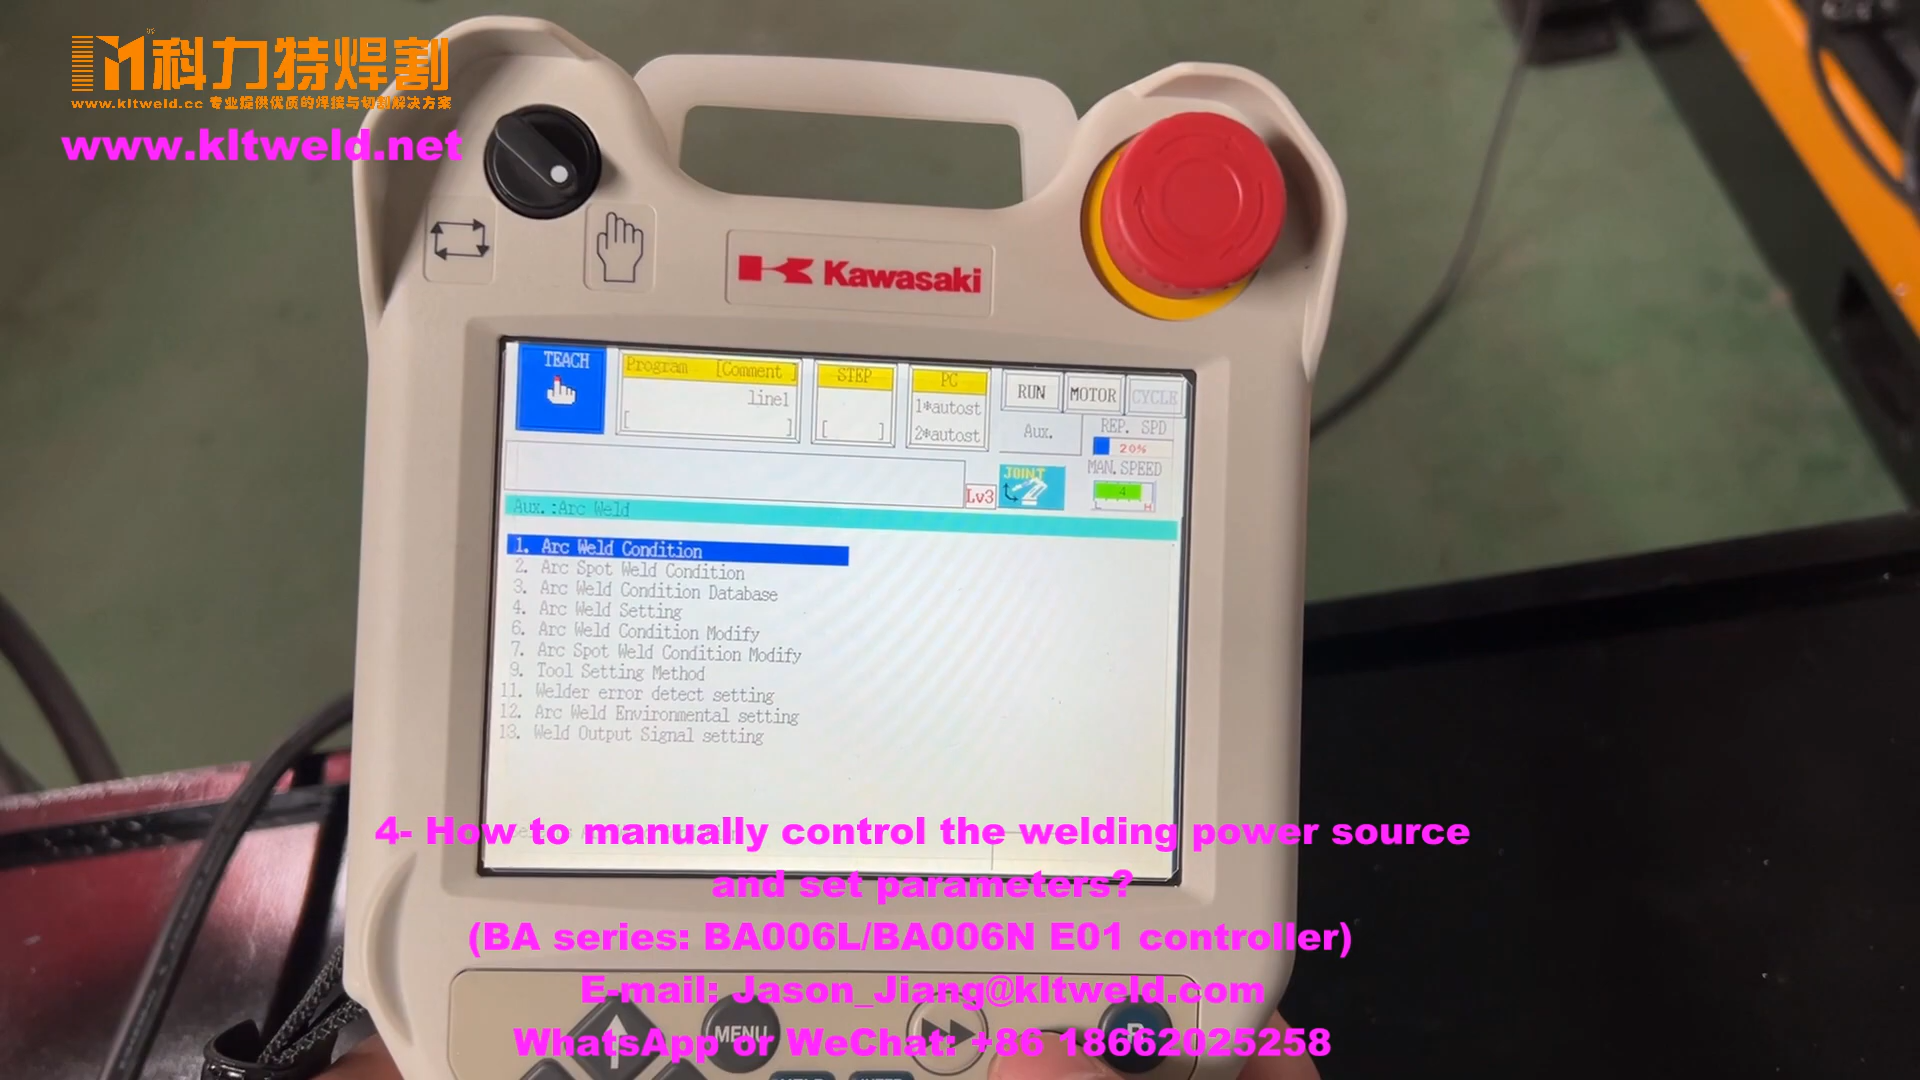 科力特焊割
www.kltweld.cc 专业提供优质的焊接与切割解决方案
www.kltweld.net
Kawasaki
TEACH
Program [Comment ]
line1
[ ]
STEP
[ ]
PC
1*autost
2*autost
RUN
MOTOR
CYCLE
Aux.
REP. SPD
20%
MAN.SPEED
4
L H
Lv3
JOINT
Aux.:Arc Weld
1. Arc Weld Condition
2. Arc Spot Weld Condition
3. Arc Weld Condition Database
4. Arc Weld Setting
6. Arc Weld Condition Modify
7. Arc Spot Weld Condition Modify
9. Tool Setting Method
11. Welder error detect setting
12. Arc Weld Environmental setting
13. Weld Output Signal setting
4- How to manually control the welding power source
and set parameters?
(BA series: BA006L/BA006N E01 controller)
E-mail: Jason_Jiang@kltweld.com
MENU
R
WhatsApp or WeChat: +86 18662025258